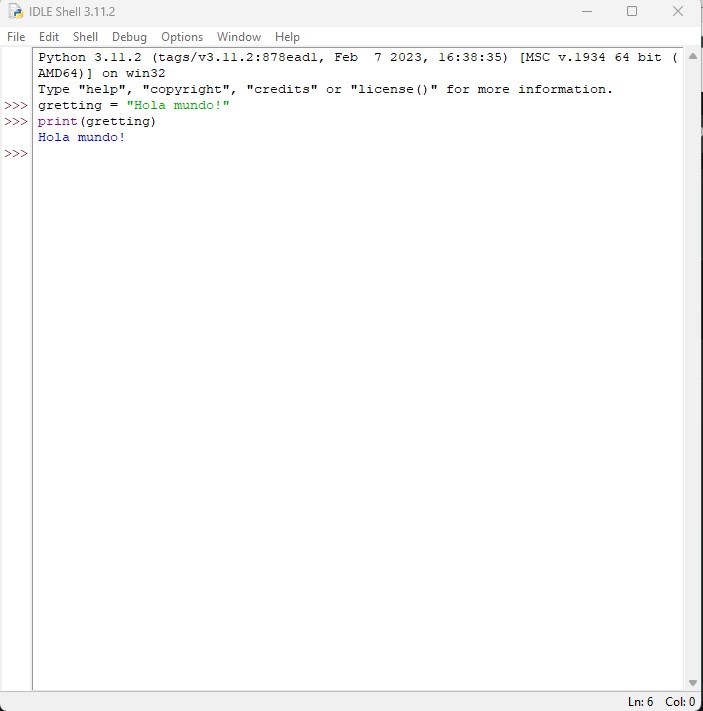 IDLE Shell 3.11.2
File Edit Shell Debug Options Window Help
Python 3.11.2 (tags/v3.11.2:878ead1, Feb  7 2023, 16:38:35) [MSC v.1934 64 bit (
AMD64)] on win32
Type "help", "copyright", "credits" or "license()" for more information.
>>> gretting = "Hola mundo!"
>>> print(gretting)
Hola mundo!
>>>
Ln: 6 Col: 0